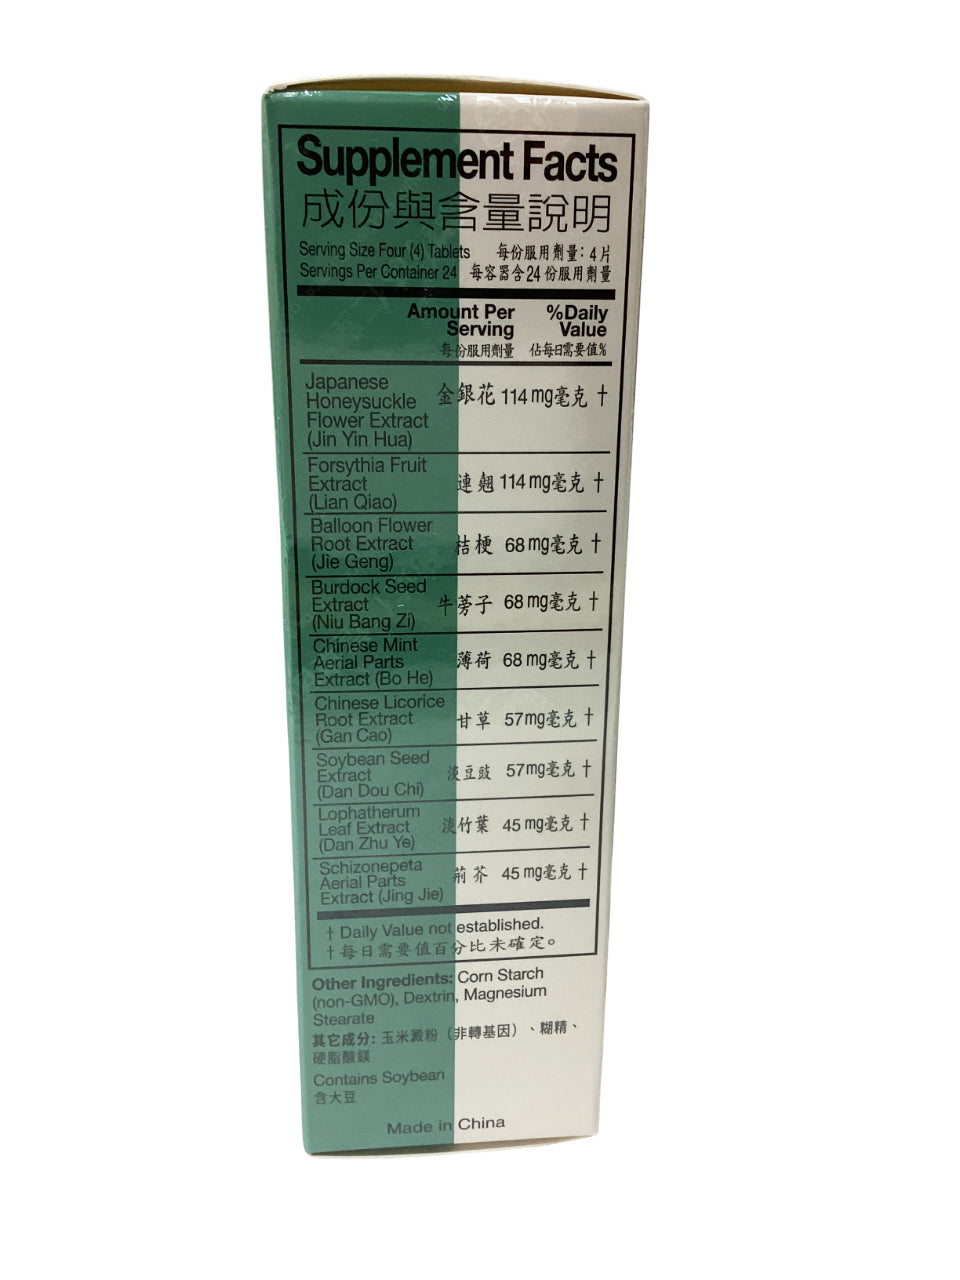 Supplement Facts
成份與含量說明
Serving Size Four (4) Tablets 每份服用劑量: 4片
Servings Per Container 24 每容器含24份服用劑量
Amount Per %Daily
Serving Value
每份服用劑量 佔每日需要值%
Japanese
Honeysuckle 金銀花 114 mg毫克 †
Flower Extract
(Jin Yin Hua)
Forsythia Fruit
Extract 連翹 114 mg毫克 †
(Lian Qiao)
Balloon Flower
Root Extract 桔梗 68 mg毫克 †
(Jie Geng)
Burdock Seed
Extract 牛蒡子 68 mg毫克 †
(Niu Bang Zi)
Chinese Mint
Aerial Parts 薄荷 68 mg毫克 †
Extract (Bo He)
Chinese Licorice
Root Extract 甘草 57mg毫克 †
(Gan Cao)
Soybean Seed
Extract 淡豆豉 57mg毫克 †
(Dan Dou Chi)
Lophatherum
Leaf Extract 淡竹葉 45 mg毫克 †
(Dan Zhu Ye)
Schizonepeta
Aerial Parts 荊芥 45 mg毫克 †
Extract (Jing Jie)
† Daily Value not established.
†每日需要值百分比未確定。
Other Ingredients: Corn Starch
(non-GMO), Dextrin, Magnesium
Stearate
其它成分: 玉米澱粉（非轉基因）、糊精、
硬脂酸鎂
Contains Soybean
含大豆
Made in China